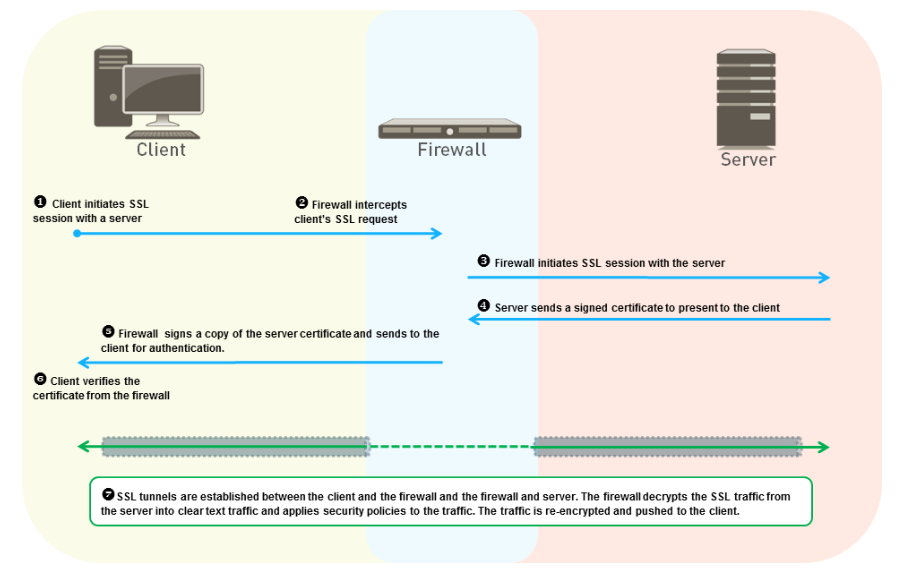 Client
Firewall
Server
❶ Client initiates SSL
session with a server
❷ Firewall intercepts
client's SSL request
❸ Firewall initiates SSL session with the server
❹ Server sends a signed certificate to present to the client
❺ Firewall signs a copy of the server certificate and sends to the
client for authentication.
❻ Client verifies the
certificate from the firewall
❼ SSL tunnels are established between the client and the firewall and the firewall and server. The firewall decrypts the SSL traffic from
the server into clear text traffic and applies security policies to the traffic. The traffic is re-encrypted and pushed to the client.